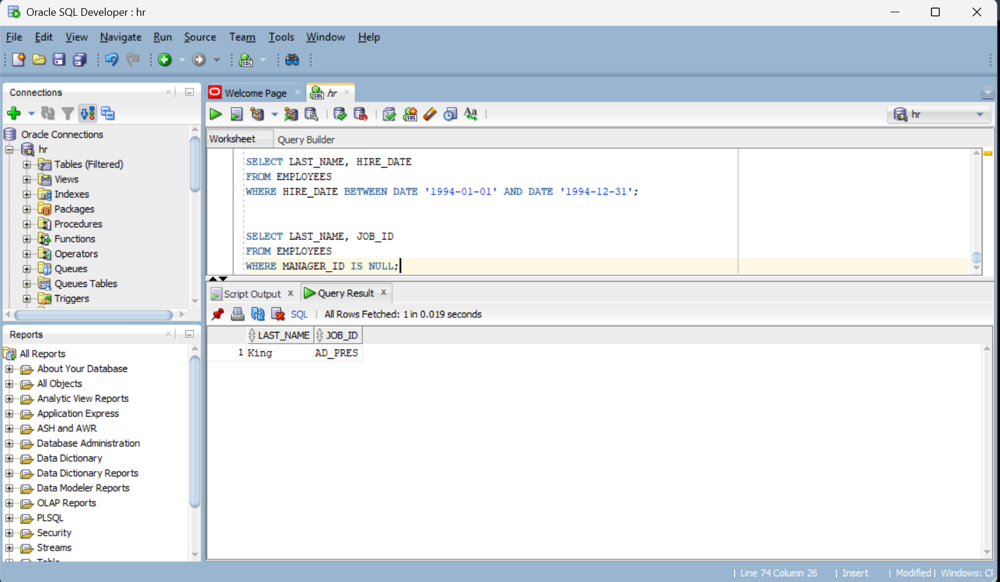 Oracle SQL Developer : hr
File Edit View Navigate Run Source Team Tools Window Help
Connections
Oracle Connections
hr
Tables (Filtered)
Views
Indexes
Packages
Procedures
Functions
Operators
Queues
Queues Tables
Triggers
Reports
All Reports
About Your Database
All Objects
Analytic View Reports
Application Express
ASH and AWR
Database Administration
Data Dictionary
Data Dictionary Reports
Data Modeler Reports
OLAP Reports
PLSQL
Security
Streams
Welcome Page hr
hr
Worksheet Query Builder
SELECT LAST_NAME, HIRE_DATE
FROM EMPLOYEES
WHERE HIRE_DATE BETWEEN DATE '1994-01-01' AND DATE '1994-12-31';
SELECT LAST_NAME, JOB_ID
FROM EMPLOYEES
WHERE MANAGER_ID IS NULL;
Script Output x Query Result x
SQL | All Rows Fetched: 1 in 0.019 seconds
LAST_NAME JOB_ID
1 King AD_PRES
| Line 74 Column 26 | Insert | Modified | Windows: